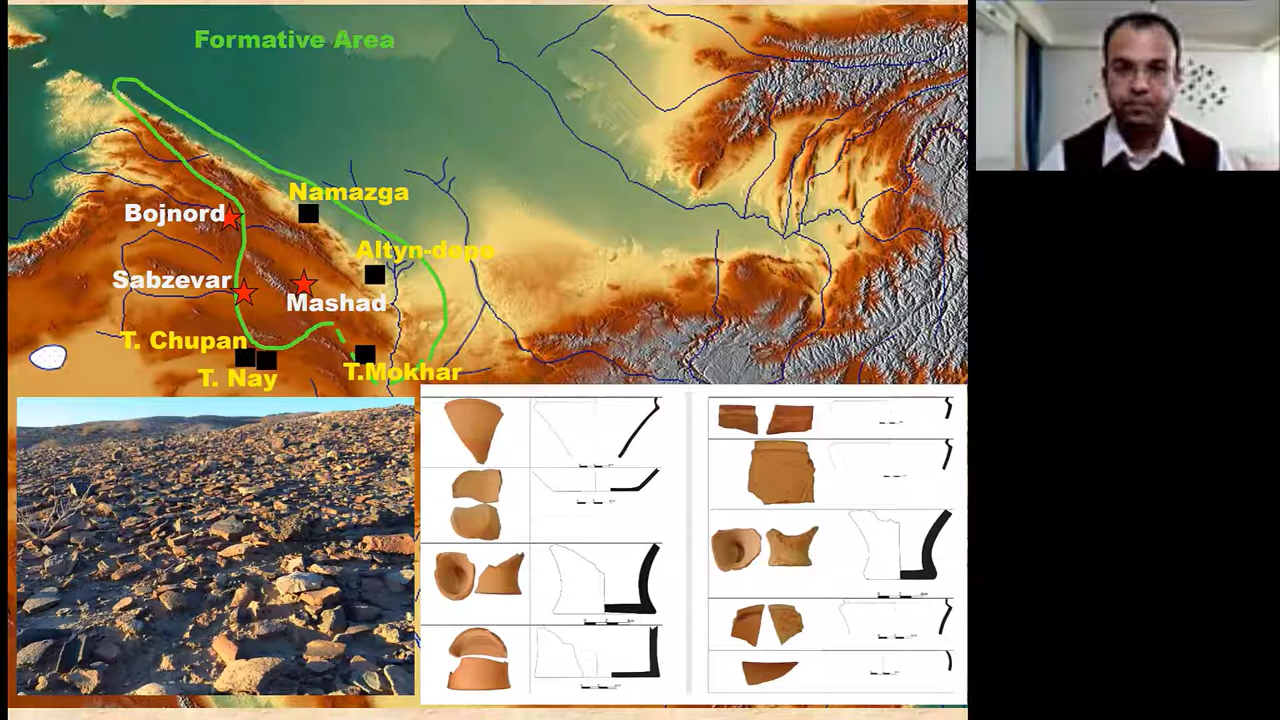 Formative Area
Namazga
Bojnord
Altyn-depe
Sabzevar
Mashad
T. Chupan
T. Nay
T.Mokhar